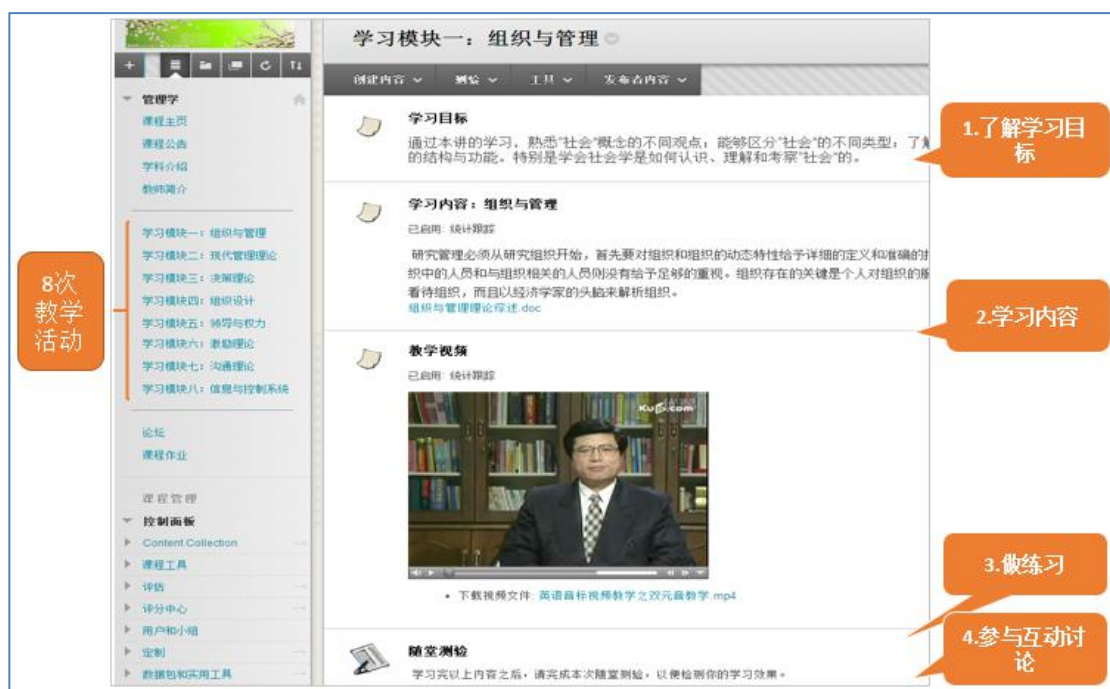 学习模块一：组织与管理
创建内容 测验 工具 发布者内容
管理学
课程主页
课程公告
学科介绍
教师简介
学习模块一：组织与管理
学习模块二：现代管理理论
学习模块三：决策理论
学习模块四：组织设计
学习模块五：领导与权力
学习模块六：激励理论
学习模块七：沟通理论
学习模块八：信息与控制系统
论坛
课程作业
课程管理
控制面板
Content Collection
课程工具
评估
评分中心
用户和小组
定制
数据包和实用工具
8次
教学
活动
学习目标
通过本讲的学习，熟悉"社会"概念的不同观点；能够区分"社会"的不同类型；了解
的结构与功能。特别是学会社会学是如何认识、理解和考察"社会"的。
学习内容：组织与管理
已启用: 统计跟踪
研究管理必须从研究组织开始，首先要对组织和组织的动态特性给予详细的定义和准确的
织中的人员和与组织相关的人员则没有给予足够的重视。组织存在的关键是个人对组织的服
看待组织，而且以经济学家的头脑来解析组织。
组织与管理理论综述.doc
教学视频
已启用: 统计跟踪
Ku6.com
下载视频文件: 英语音标视频教学之双元音教学.mp4
随堂测验
学习完以上内容之后，请完成本次随堂测验，以便检测你的学习效果。
1.了解学习目
标
2.学习内容
3.做练习
4.参与互动讨
论